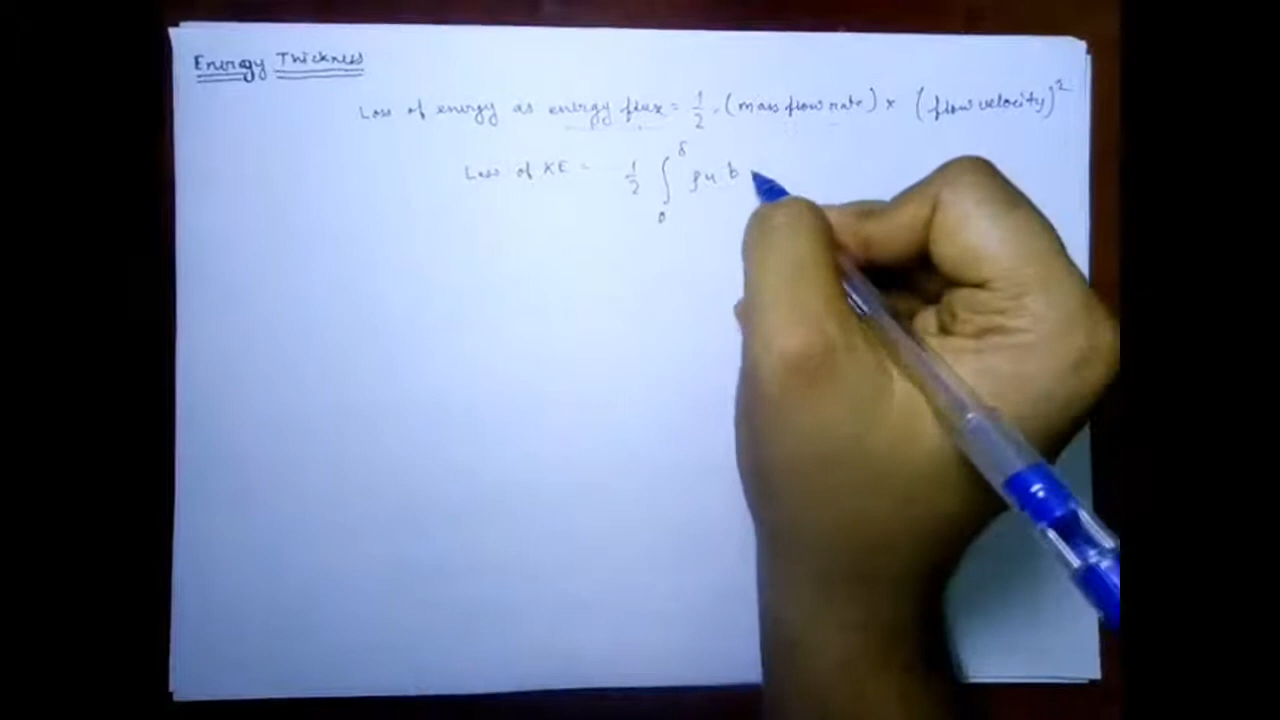 Energy Thickness
Loss of energy as energy flux = 1/2 . (mass flow rate) x (flow velocity)²
Loss of KE = 1/2 ∫₀^δ ρu b